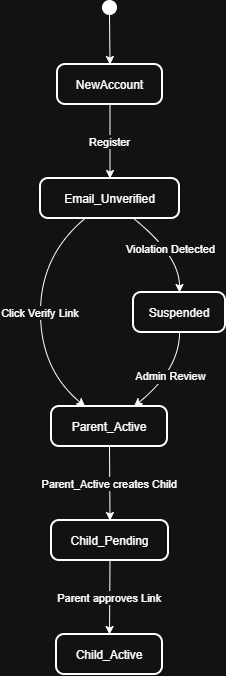 NewAccount
Register
Email_Unverified
Violation Detected
Click Verify Link
Suspended
Admin Review
Parent_Active
Parent_Active creates Child
Child_Pending
Parent approves Link
Child_Active